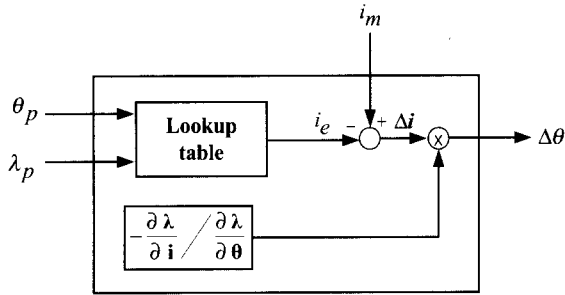 i_m
θ_p
λ_p
Lookup
table
i_e
− + Δi
x
Δθ
−∂λ/∂i / ∂λ/∂θ